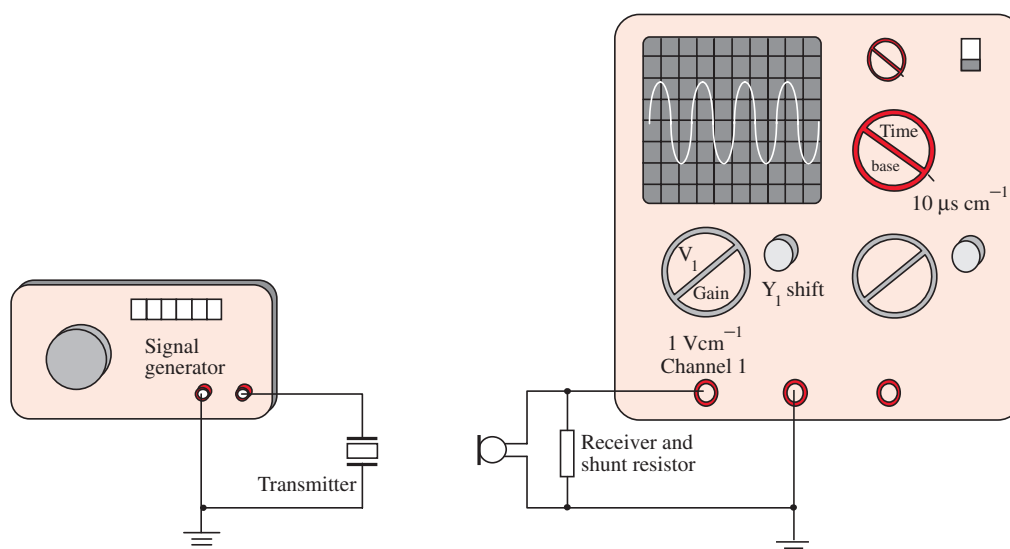 Time
base
10 μs cm⁻¹
V₁
Gain
Y₁ shift
1 Vcm⁻¹
Channel 1
Signal
generator
Transmitter
Receiver and
shunt resistor